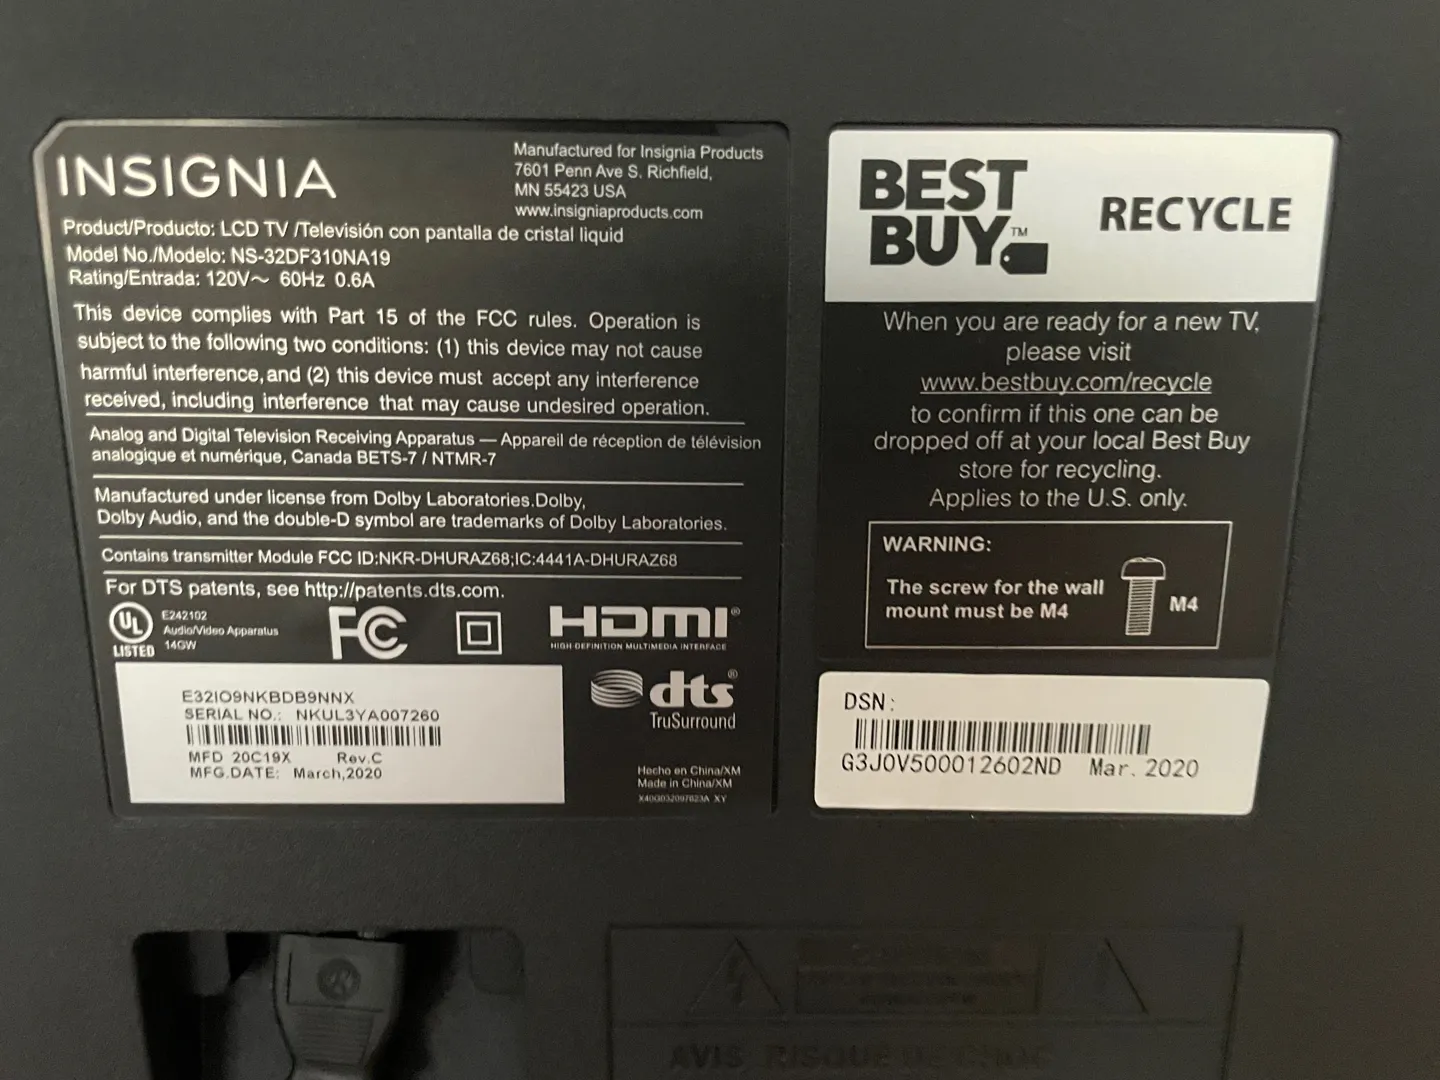 INSIGNIA
Manufactured for Insignia Products
7601 Penn Ave S. Richfield,
MN 55423 USA
www.insigniaproducts.com
Product/Producto: LCD TV /Televisión con pantalla de cristal liquid
Model No./Modelo: NS-32DF310NA19
Rating/Entrada: 120V～ 60Hz 0.6A
This device complies with Part 15 of the FCC rules. Operation is
subject to the following two conditions: (1) this device may not cause
harmful interference, and (2) this device must accept any interference
received, including interference that may cause undesired operation.
Analog and Digital Television Receiving Apparatus — Appareil de réception de télévision
analogique et numérique, Canada BETS-7 / NTMR-7
Manufactured under license from Dolby Laboratories.Dolby,
Dolby Audio, and the double-D symbol are trademarks of Dolby Laboratories.
Contains transmitter Module FCC ID:NKR-DHURAZ68;IC:4441A-DHURAZ68
For DTS patents, see http://patents.dts.com.
UL
LISTED
E242102
Audio/Video Apparatus
14GW
FC
HDMI®
HIGH-DEFINITION MULTIMEDIA INTERFACE
dts®
TruSurround
E32IO9NKBDB9NNX
SERIAL NO.: NKUL3YA007260
MFD 20C19X Rev.C
MFG.DATE: March,2020
Hecho en China/XM
Made in China/XM
BEST
BUY™
RECYCLE
When you are ready for a new TV,
please visit
www.bestbuy.com/recycle
to confirm if this one can be
dropped off at your local Best Buy
store for recycling.
Applies to the U.S. only.
WARNING:
The screw for the wall
mount must be M4
M4
DSN:
G3J0V500012602ND Mar. 2020
AVIS RISQUE DE CHOC